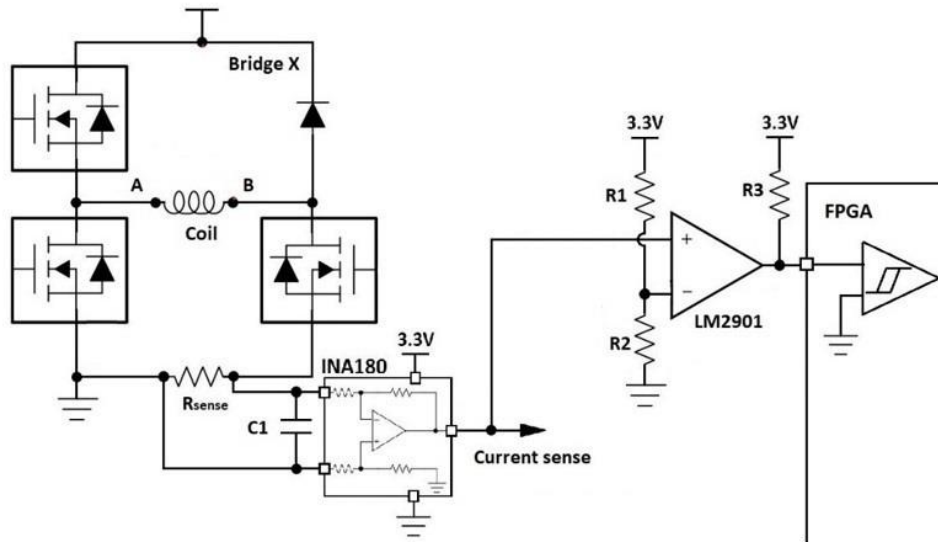 Bridge X
A
B
Coil
Rsense
C1
INA180
3.3V
Current sense
3.3V
3.3V
R1
R3
R2
+
−
LM2901
FPGA